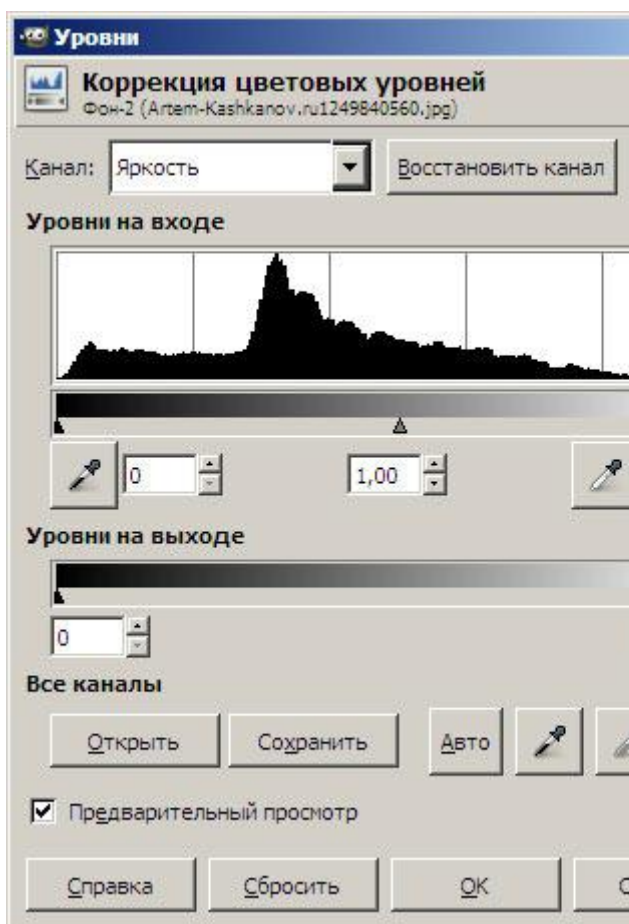 Уровни
Коррекция цветовых уровней
Фон-2 (Artem-Kashkanov.ru1249840560.jpg)
Канал: Яркость Восстановить канал
Уровни на входе
0 1,00
Уровни на выходе
0
Все каналы
Открыть Сохранить Авто
Предварительный просмотр
Справка Сбросить OK